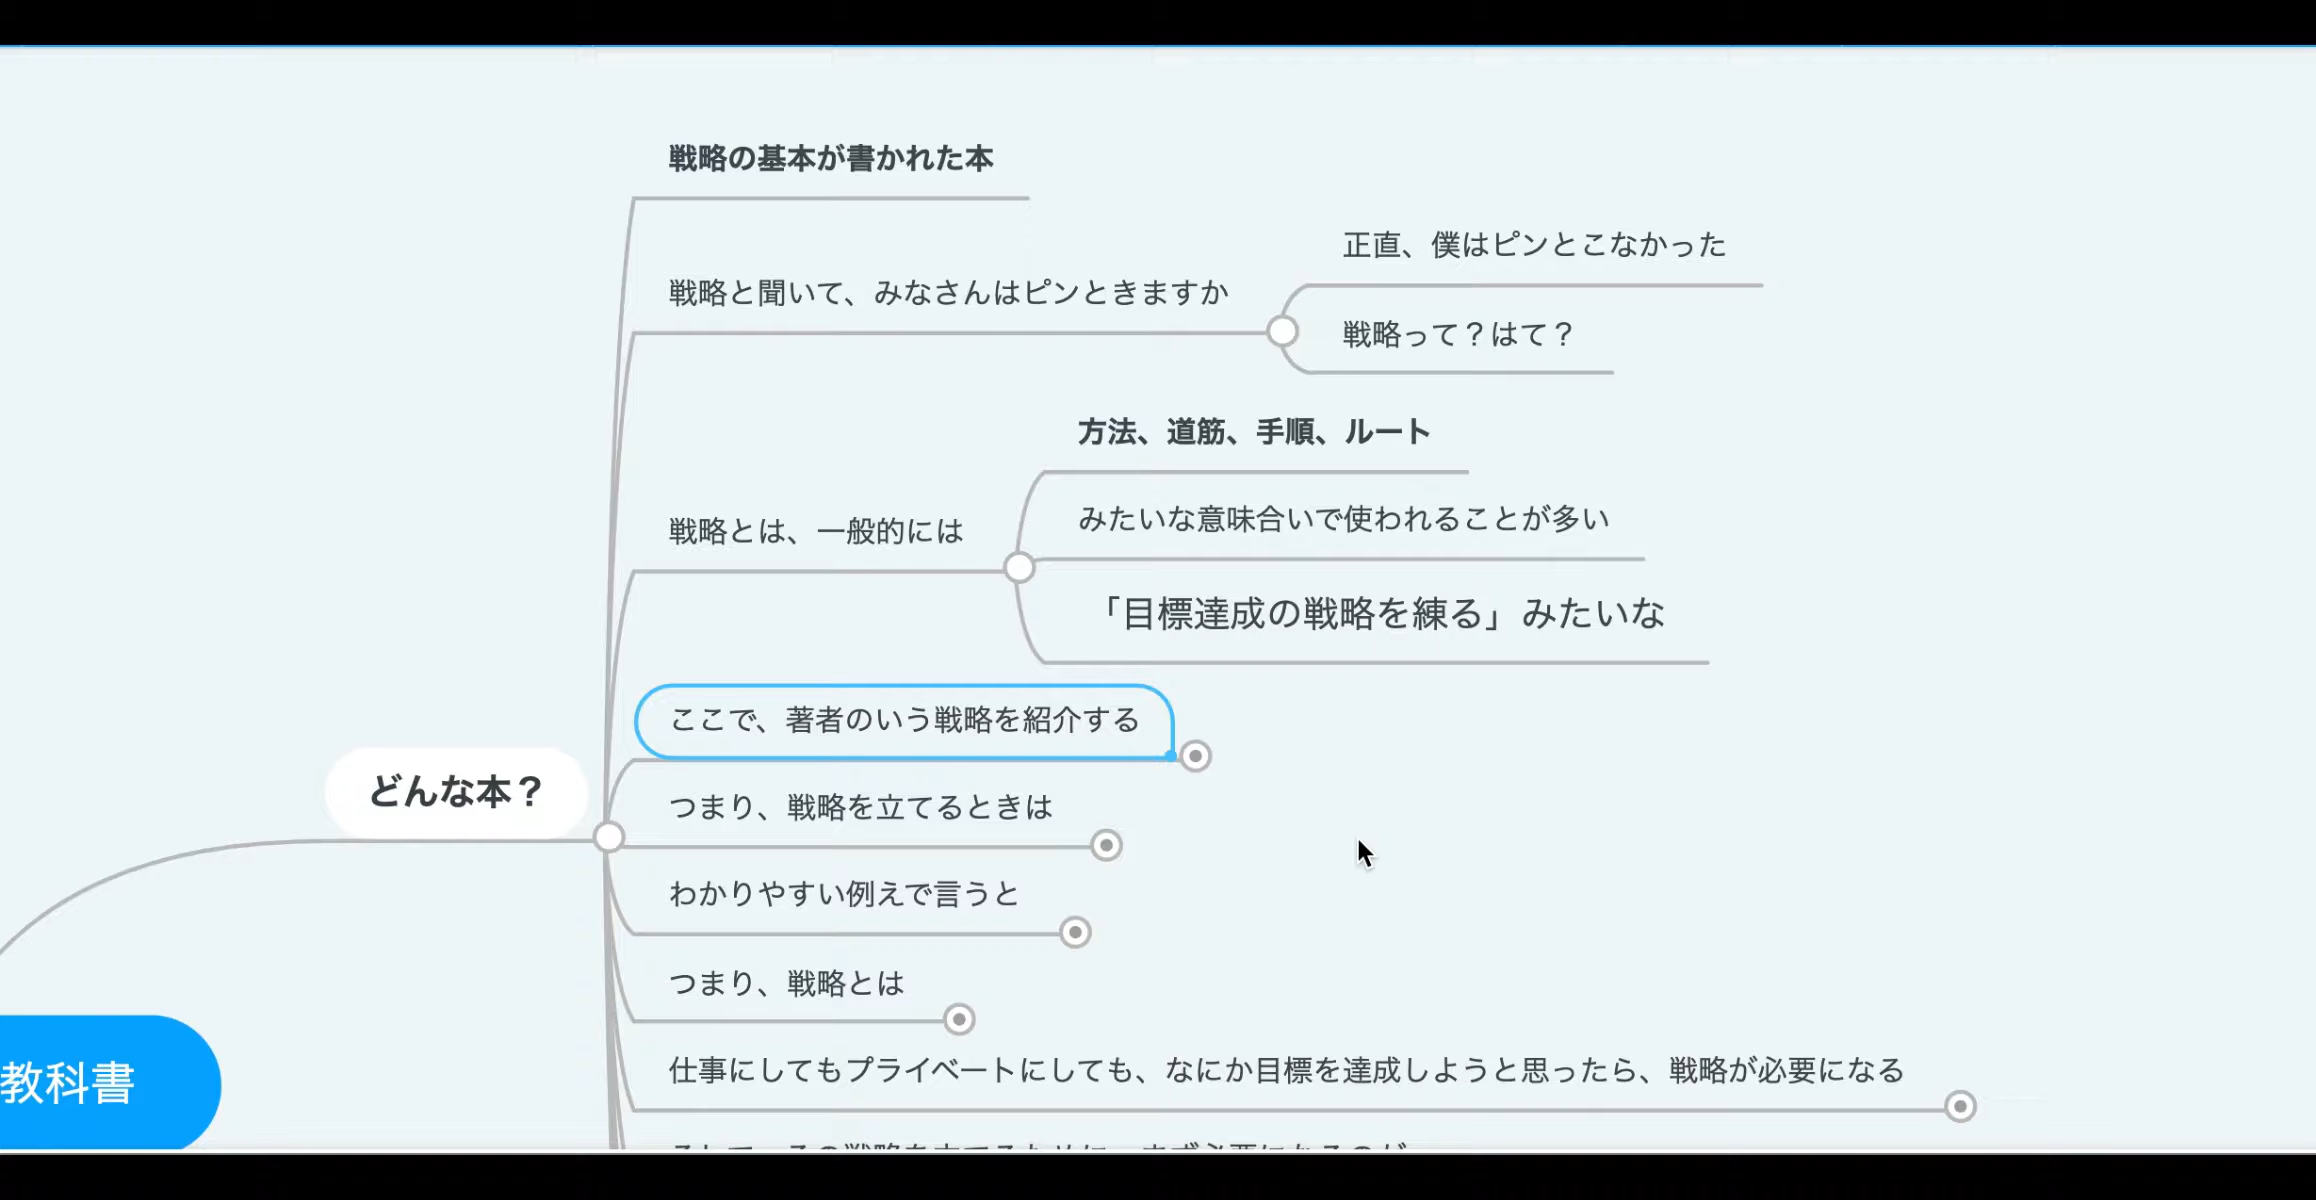 戦略の基本が書かれた本
戦略と聞いて、みなさんはピンときますか
正直、僕はピンとこなかった
戦略って？はて？
戦略とは、一般的には
方法、道筋、手順、ルート
みたいな意味合いで使われることが多い
「目標達成の戦略を練る」みたいな
ここで、著者のいう戦略を紹介する
どんな本？
つまり、戦略を立てるときは
わかりやすい例えで言うと
つまり、戦略とは
仕事にしてもプライベートにしても、なにか目標を達成しようと思ったら、戦略が必要になる
教科書